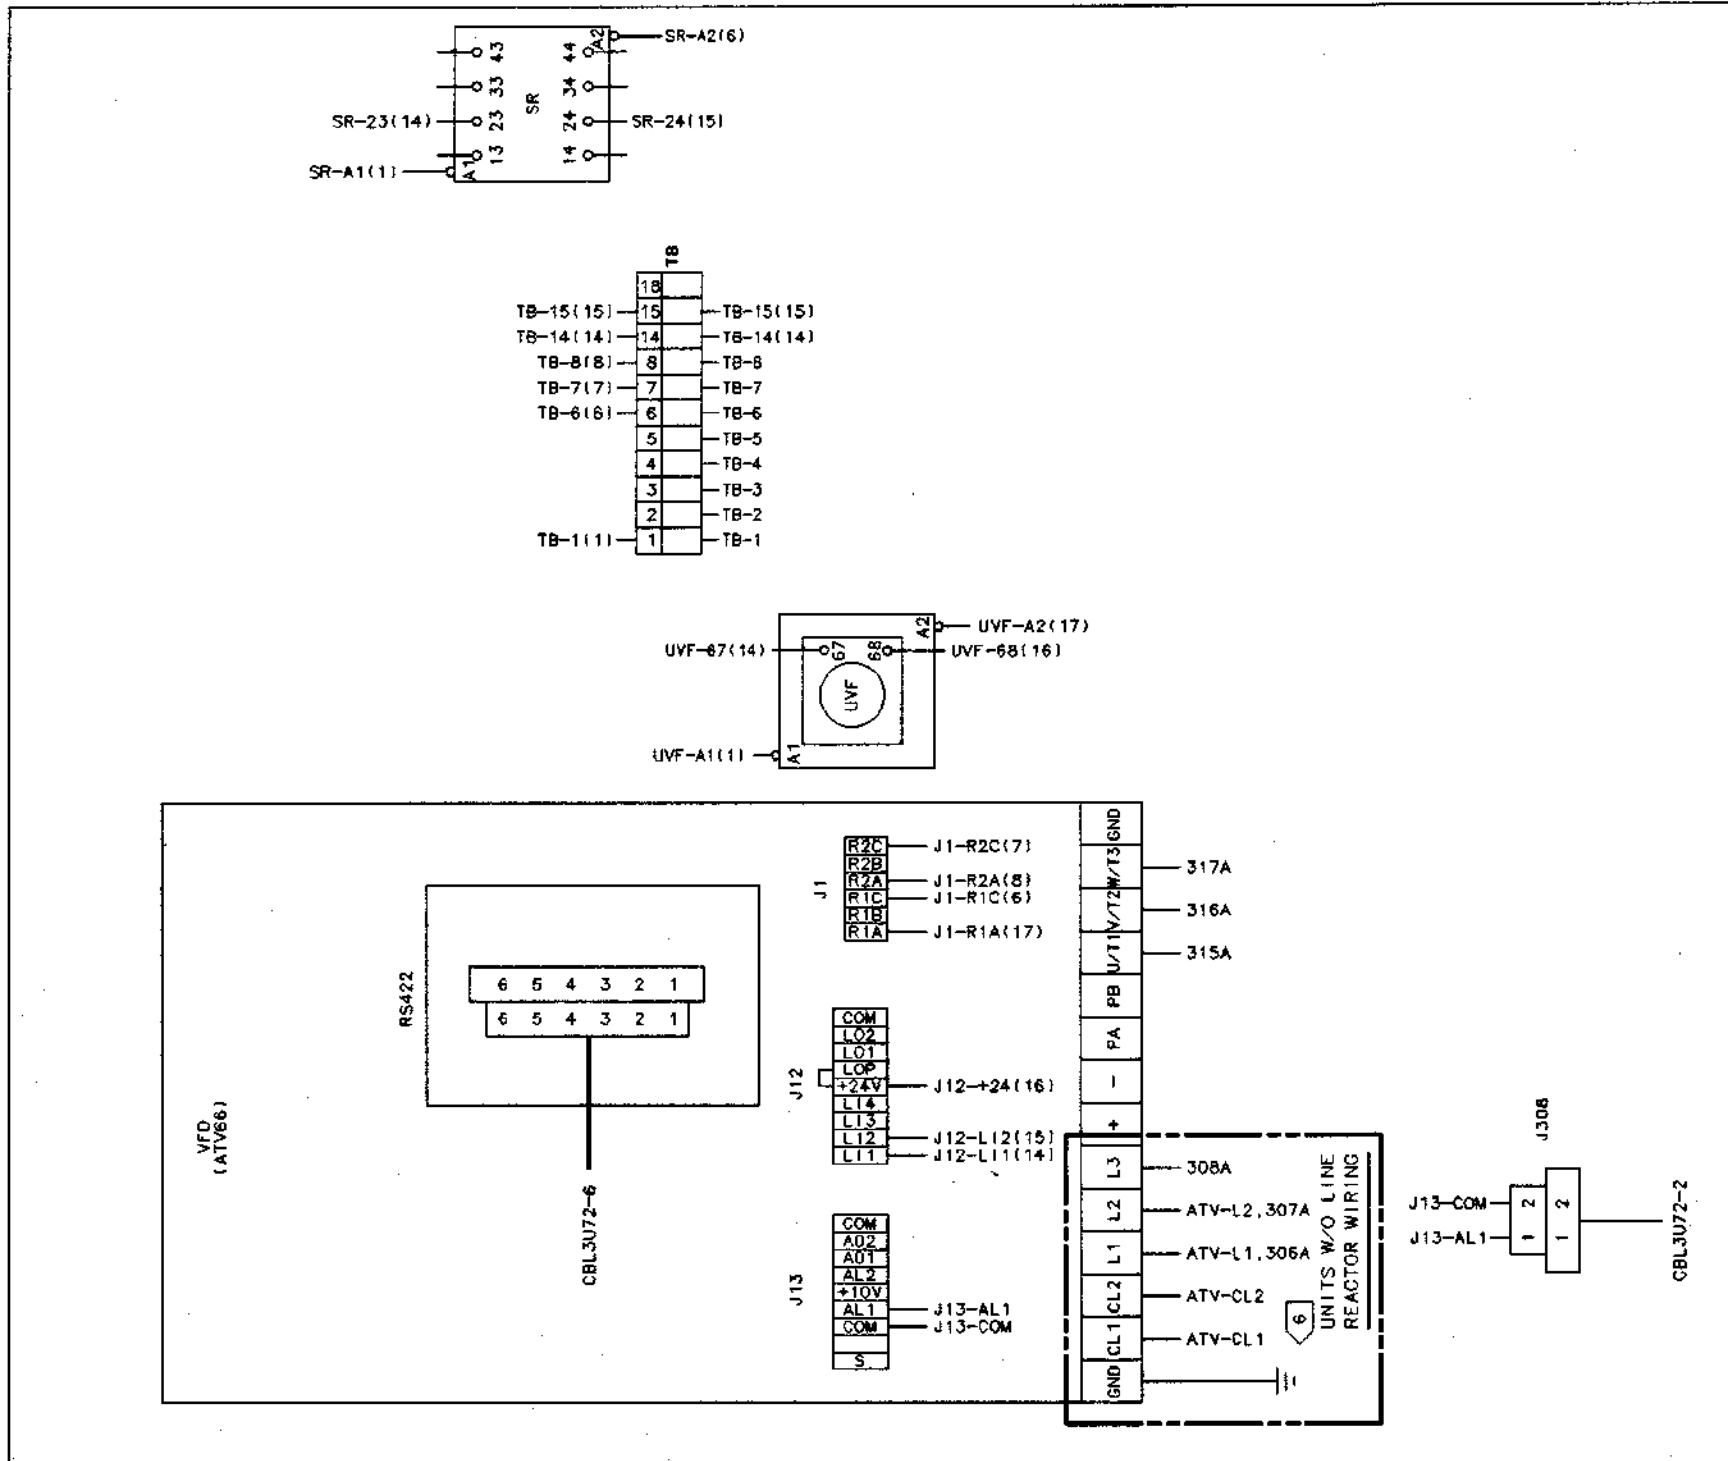 SR-A2(6)
A2
43
44
33
34
SR
SR-23(14)
23
24
SR-24(15)
13
14
SR-A1(1)
A1
TB
18
TB-15(15)
15
TB-15(15)
TB-14(14)
14
TB-14(14)
TB-8(8)
8
TB-8
TB-7(7)
7
TB-7
TB-6(6)
6
TB-6
5
TB-5
4
TB-4
3
TB-3
2
TB-2
TB-1(1)
1
TB-1
A2
UVF-A2(17)
UVF-67(14)
67
68
UVF-68(16)
UVF
UVF-A1(1)
A1
VFD
(ATV66)
RS422
6 5 4 3 2 1
6 5 4 3 2 1
CBL3U72-6
J1
R2C
J1-R2C(7)
R2B
R2A
J1-R2A(8)
R1C
J1-R1C(6)
R1B
R1A
J1-R1A(17)
J12
COM
LO2
LO1
LOP
+24V
J12-+24(16)
LI4
LI3
LI2
J12-LI2(15)
LI1
J12-LI1(14)
J13
COM
AO2
AO1
AL2
+10V
AL1
J13-AL1
COM
J13-COM
S
GND
W/T3
317A
V/T2
316A
U/T1
315A
PB
PA
-
+
L3
308A
L2
ATV-L2,307A
L1
ATV-L1,306A
CL2
ATV-CL2
CL1
ATV-CL1
GND
6
UNITS W/O LINE
REACTOR WIRING
J308
J13-COM
2
2
J13-AL1
1
1
CBL3U72-2